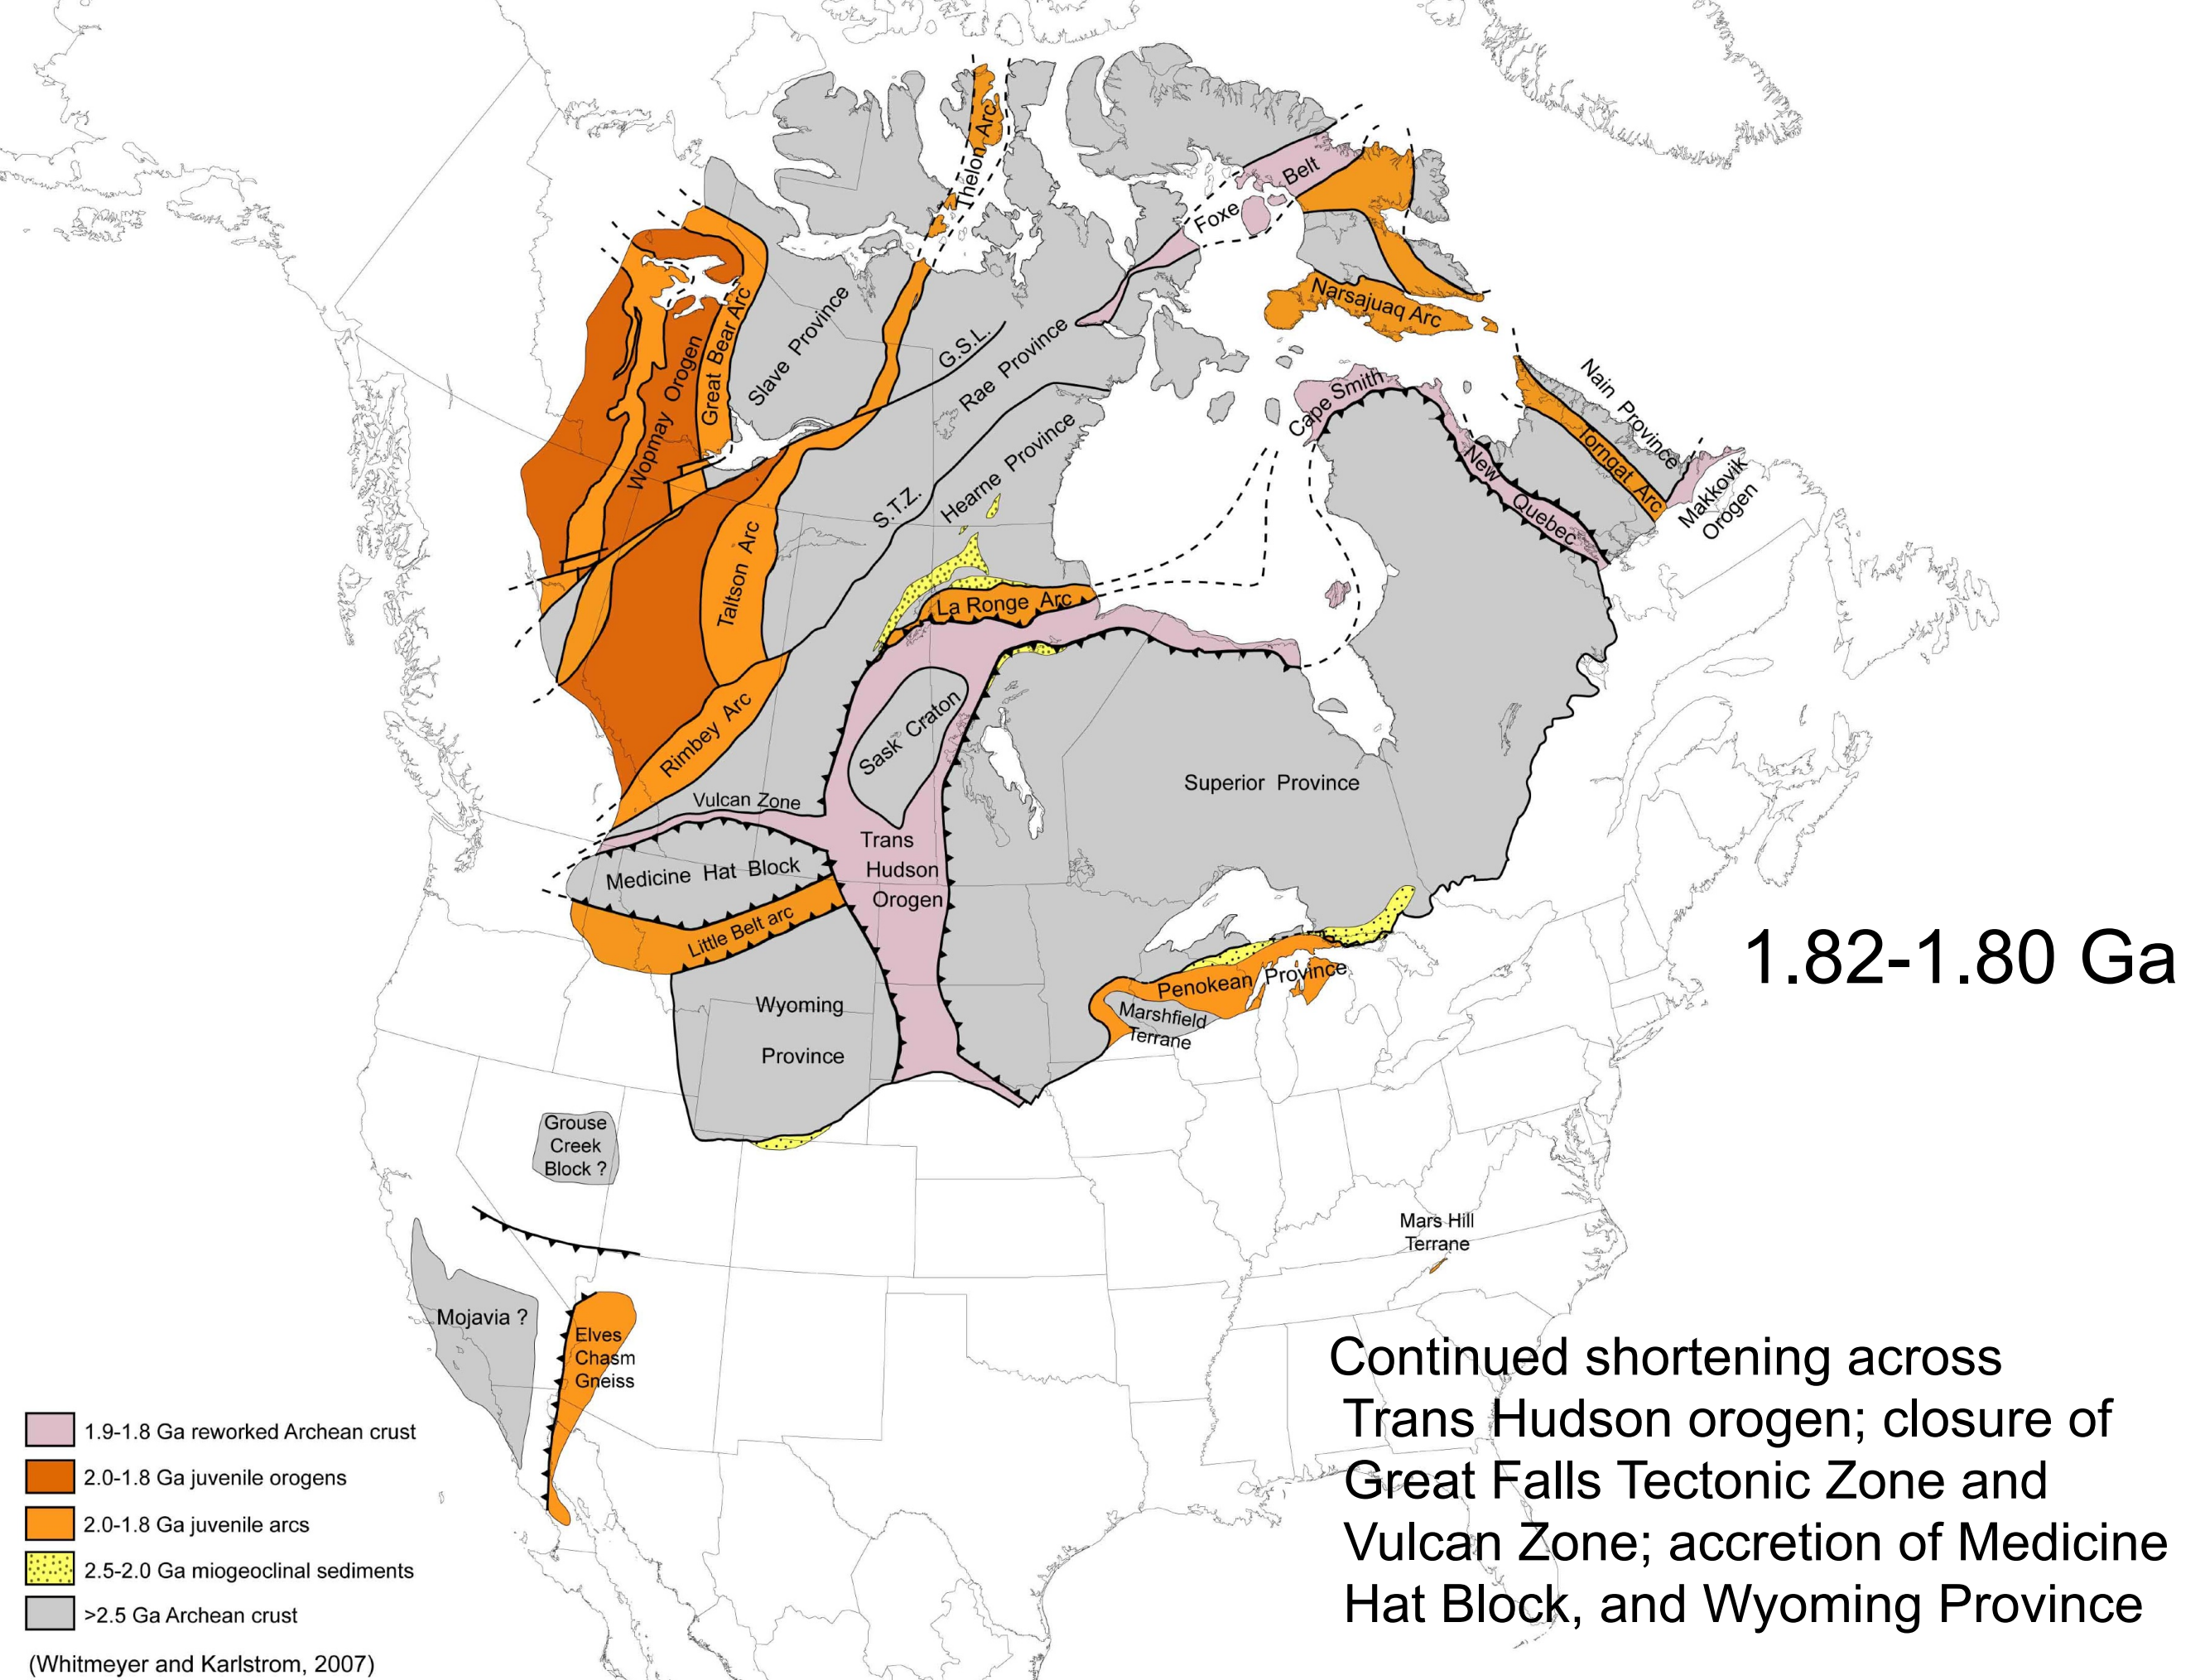 Thelon Arc
Belt
Foxe
Narsajuaq Arc
Great Bear Arc
Slave Province
Wopmay Orogen
G.S.L.
Rae Province
Nain Province
Cape Smith
Torngat Arc
New Quebec
Makkovik
Orogen
S.T.Z.
Hearne Province
Taltson Arc
La Ronge Arc
Rimbey Arc
Sask Craton
Superior Province
Vulcan Zone
Trans
Hudson
Orogen
Medicine Hat Block
Little Belt arc
1.82-1.80 Ga
Penokean Province
Marshfield
Terrane
Wyoming
Province
Grouse
Creek
Block ?
Mars Hill
Terrane
Mojavia ?
Elves
Chasm
Gneiss
Continued shortening across
Trans Hudson orogen; closure of
Great Falls Tectonic Zone and
Vulcan Zone; accretion of Medicine
Hat Block, and Wyoming Province
1.9-1.8 Ga reworked Archean crust
2.0-1.8 Ga juvenile orogens
2.0-1.8 Ga juvenile arcs
2.5-2.0 Ga miogeoclinal sediments
>2.5 Ga Archean crust
(Whitmeyer and Karlstrom, 2007)